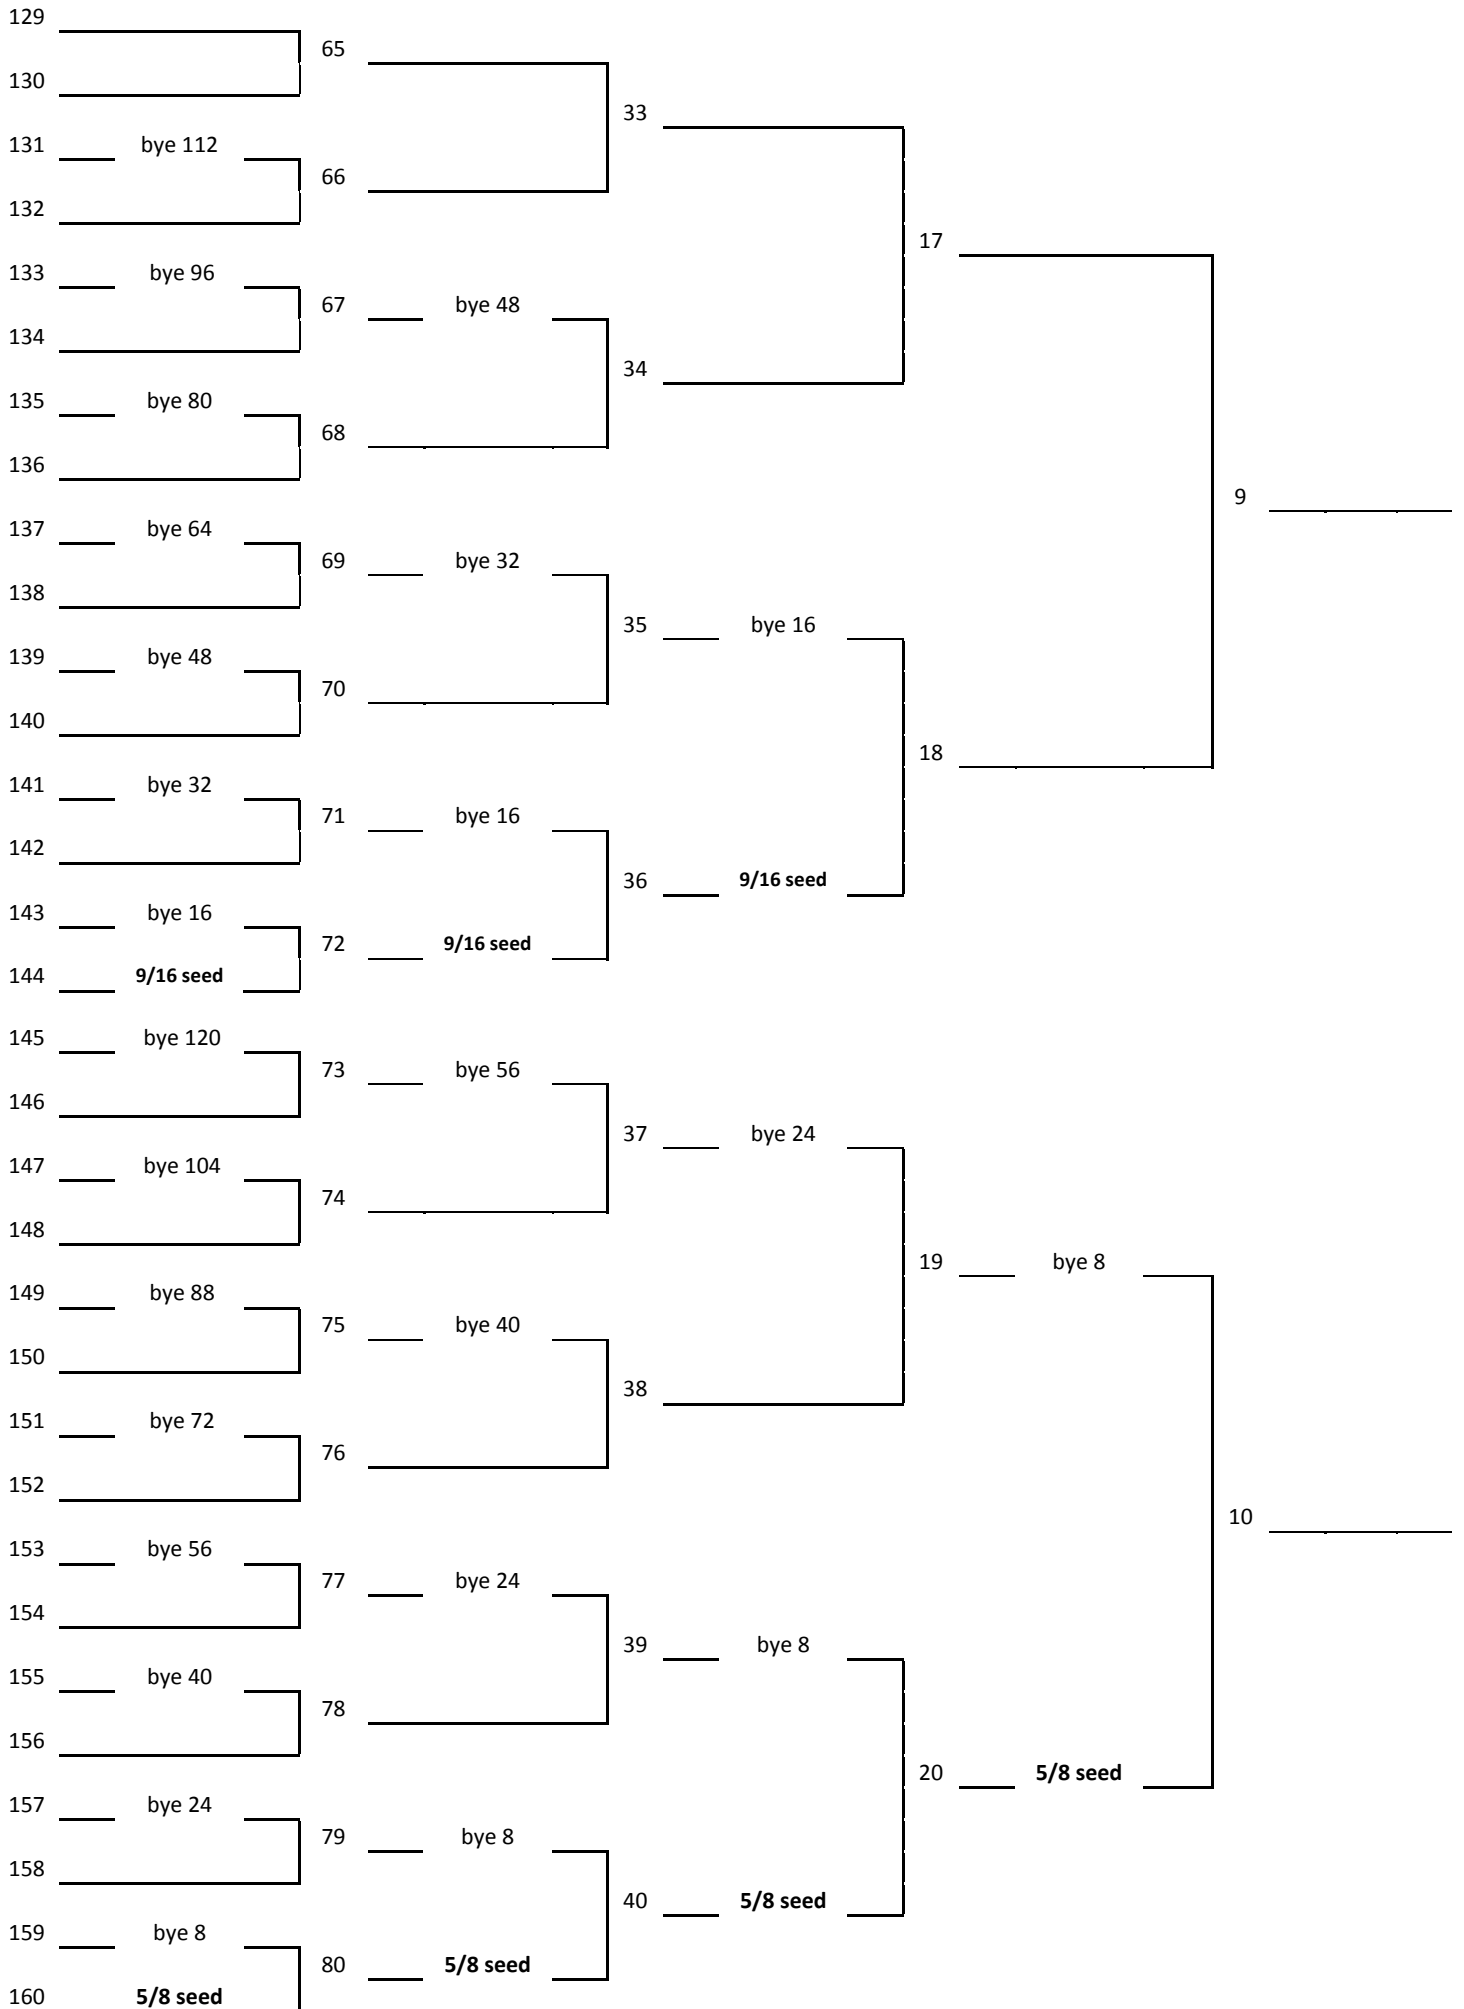 129
65
130
33
131 bye 112
66
132
17
133 bye 96
67 bye 48
134
34
135 bye 80
68
136
9
137 bye 64
69 bye 32
138
35 bye 16
139 bye 48
70
140
18
141 bye 32
71 bye 16
142
36 9/16 seed
143 bye 16
72 9/16 seed
144 9/16 seed
145 bye 120
73 bye 56
146
37 bye 24
147 bye 104
74
148
19 bye 8
149 bye 88
75 bye 40
150
38
151 bye 72
76
152
10
153 bye 56
77 bye 24
154
39 bye 8
155 bye 40
78
156
20 5/8 seed
157 bye 24
79 bye 8
158
40 5/8 seed
159 bye 8
80 5/8 seed
160 5/8 seed